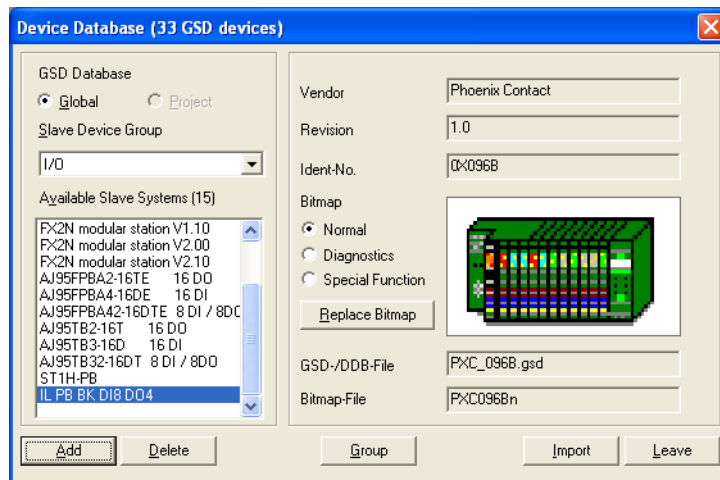 Device Database (33 GSD devices)
GSD Database
Global
Project
Slave Device Group
I/O
Available Slave Systems (15)
FX2N modular station V1.10
FX2N modular station V2.00
FX2N modular station V2.10
AJ95FPBA2-16TE 16 DO
AJ95FPBA4-16DE 16 DI
AJ95FPBA42-16DTE 8 DI / 8DO
AJ95TB2-16T 16 DO
AJ95TB3-16D 16 DI
AJ95TB32-16DT 8 DI / 8DO
ST1H-PB
IL PB BK DI8 DO4
Vendor
Phoenix Contact
Revision
1.0
Ident-No.
0X096B
Bitmap
Normal
Diagnostics
Special Function
Replace Bitmap
GSD-/DDB-File
PXC_096B.gsd
Bitmap-File
PXC096Bn
Add
Delete
Group
Import
Leave